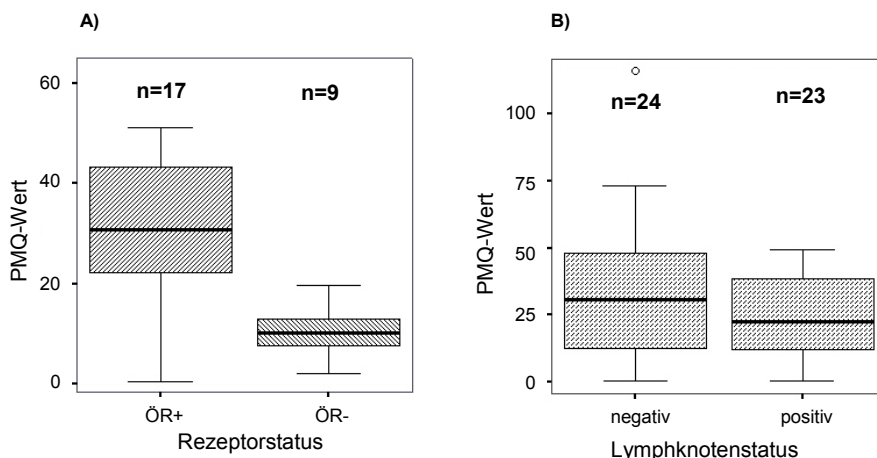 A)
60
40
20
0
PMQ-Wert
n=17
n=9
ÖR+
ÖR-
Rezeptorstatus
B)
100
75
50
25
0
PMQ-Wert
n=24
n=23
negativ
positiv
Lymphknotenstatus